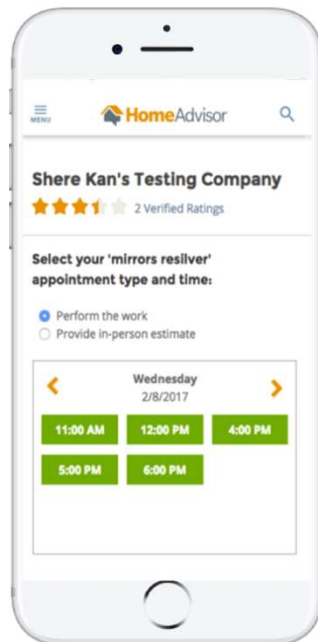 MENU
HomeAdvisor
Shere Kan's Testing Company
2 Verified Ratings
Select your 'mirrors resilver'
appointment type and time:
Perform the work
Provide in-person estimate
Wednesday
2/8/2017
11:00 AM 12:00 PM 4:00 PM
5:00 PM 6:00 PM